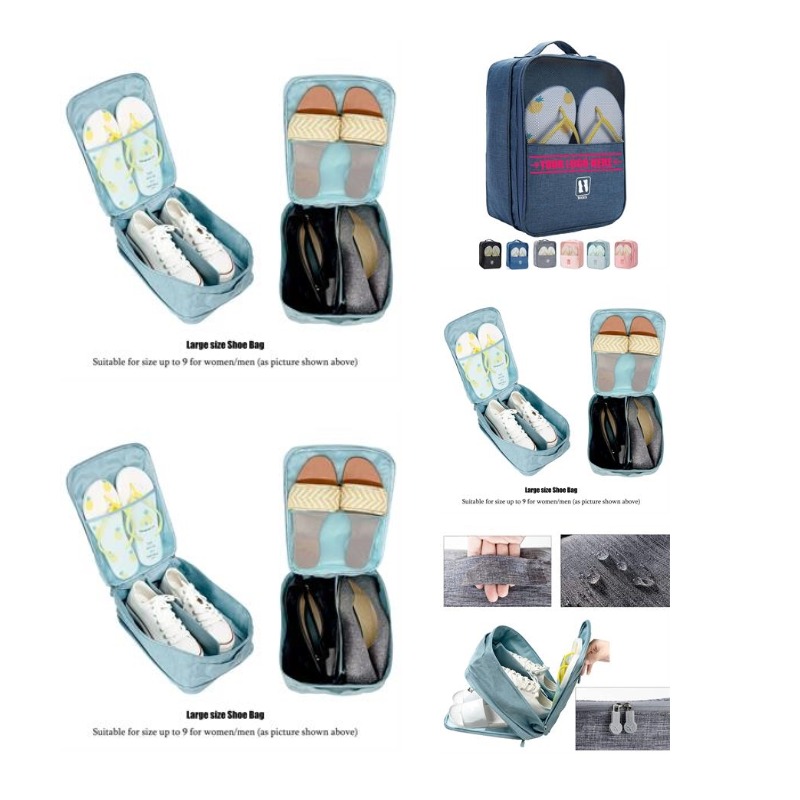 YOUR LOGO HERE
Large size Shoe Bag
Suitable for size up to 9 for women/men (as picture shown above)
Large size Shoe Bag
Suitable for size up to 9 for women/men (as picture shown above)
Large size Shoe Bag
Suitable for size up to 9 for women/men (as picture shown above)